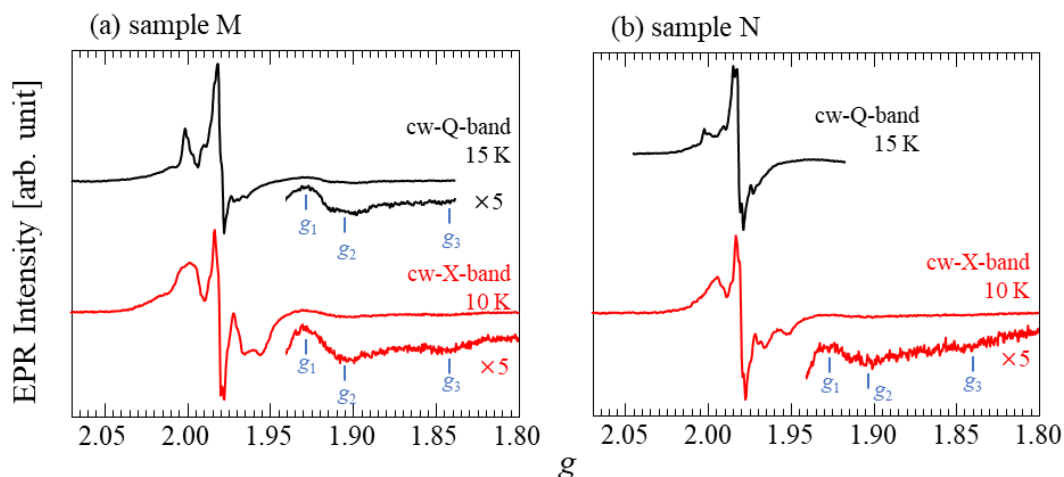 (a) sample M
(b) sample N
EPR Intensity [arb. unit]
cw-Q-band
15 K
×5
g1
g2
g3
cw-X-band
10 K
×5
g1
g2
g3
2.05 2.00 1.95 1.90 1.85 1.80
cw-Q-band
15 K
cw-X-band
10 K
×5
g1
g2
g3
2.05 2.00 1.95 1.90 1.85 1.80
g